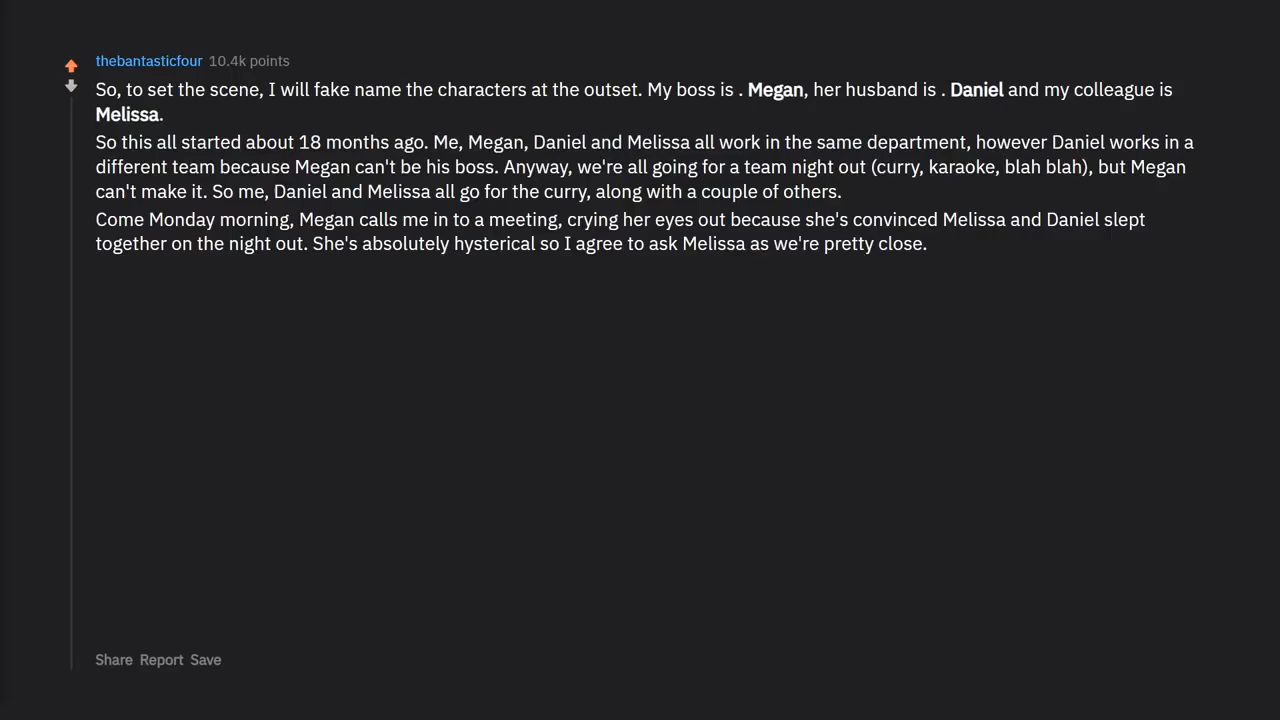 thebantasticfour 10.4k points
So, to set the scene, I will fake name the characters at the outset. My boss is . Megan, her husband is . Daniel and my colleague is
Melissa.
So this all started about 18 months ago. Me, Megan, Daniel and Melissa all work in the same department, however Daniel works in a
different team because Megan can't be his boss. Anyway, we're all going for a team night out (curry, karaoke, blah blah), but Megan
can't make it. So me, Daniel and Melissa all go for the curry, along with a couple of others.
Come Monday morning, Megan calls me in to a meeting, crying her eyes out because she's convinced Melissa and Daniel slept
together on the night out. She's absolutely hysterical so I agree to ask Melissa as we're pretty close.
Share Report Save